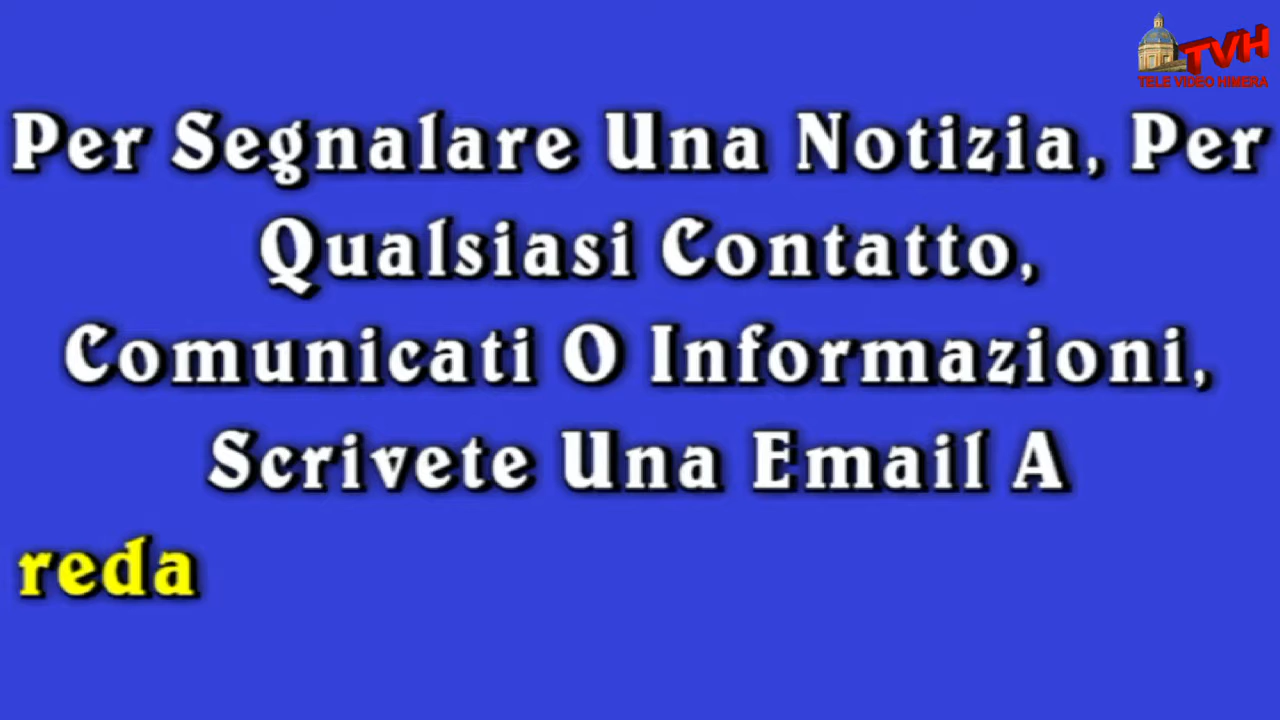 TVH
TELE VIDEO HIMERA
Per Segnalare Una Notizia, Per
Qualsiasi Contatto,
Comunicati O Informazioni,
Scrivete Una Email A
reda